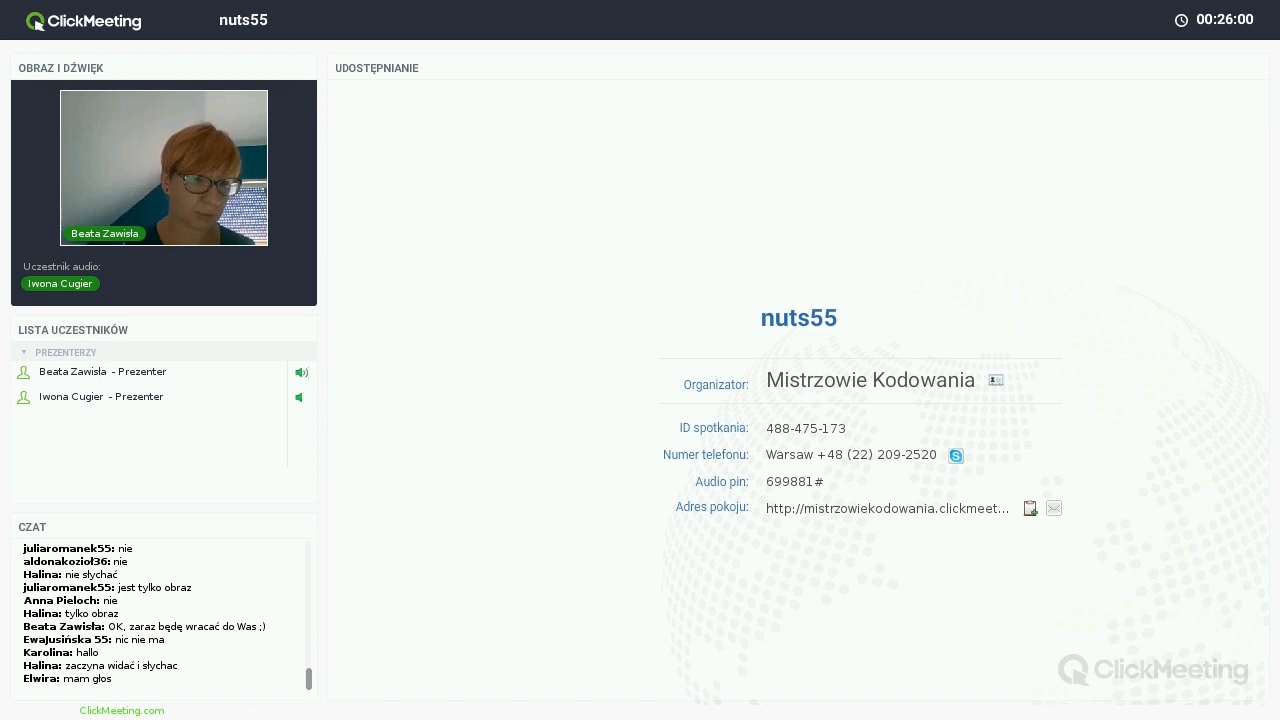 ClickMeeting
nuts55
00:26:00
OBRAZ I DŹWIĘK
Beata Zawisła
Uczestnik audio:
Iwona Cugier
LISTA UCZESTNIKÓW
PREZENTERZY
Beata Zawisła - Prezenter
Iwona Cugier - Prezenter
CZAT
juliaromanek55: nie
aldonakozioł36: nie
Halina: nie słychać
juliaromanek55: jest tylko obraz
Anna Pieloch: nie
Halina: tylko obraz
Beata Zawisła: OK, zaraz będę wracać do Was ;)
EwaJusińska 55: nic nie ma
Karolina: hallo
Halina: zaczyna widać i słychac
Elwira: mam głos
ClickMeeting.com
UDOSTĘPNIANIE
nuts55
Organizator: Mistrzowie Kodowania
ID spotkania: 488-475-173
Numer telefonu: Warsaw +48 (22) 209-2520
Audio pin: 699881#
Adres pokoju: http://mistrzowiekodowania.clickmeet...
ClickMeeting